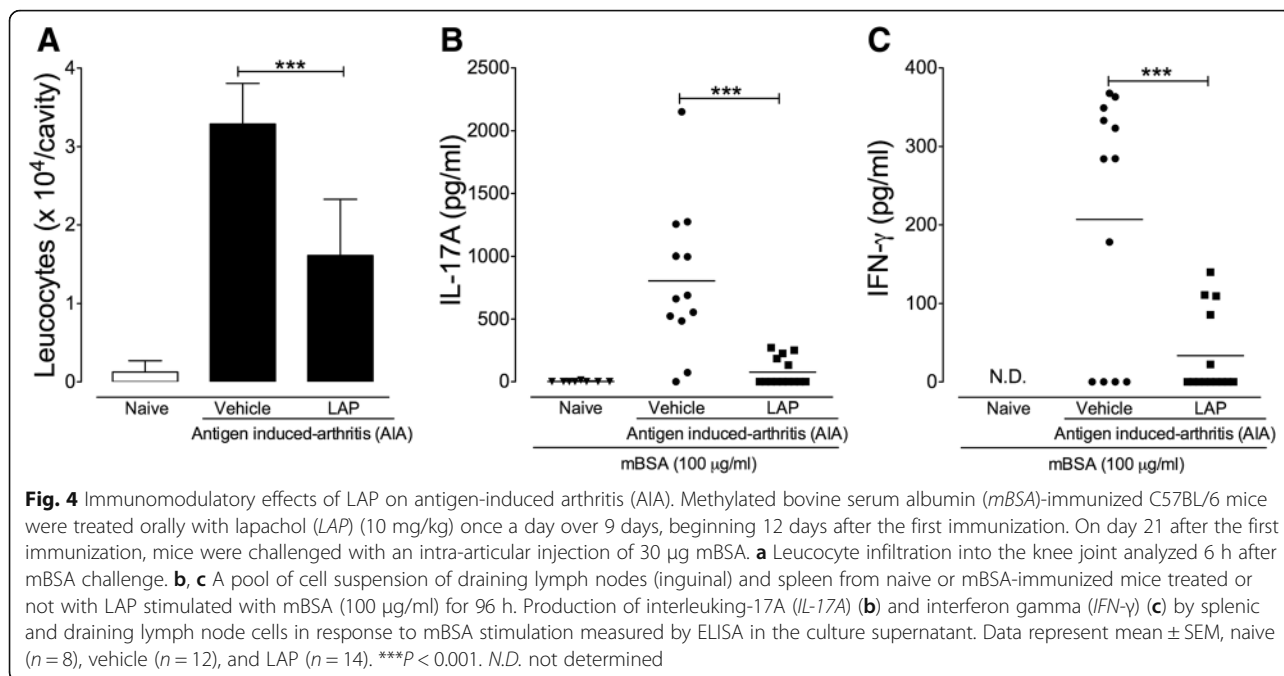 A
Leucocytes (x 10⁴/cavity)
4
3
2
1
0
***
Naive
Vehicle
LAP
Antigen induced-arthritis (AIA)
B
IL-17A (pg/ml)
2500
2000
1500
1000
500
0
***
Naive
Vehicle
LAP
Antigen induced-arthritis (AIA)
mBSA (100 µg/ml)
C
IFN-γ (pg/ml)
400
300
200
100
0
***
N.D.
Naive
Vehicle
LAP
Antigen induced-arthritis (AIA)
mBSA (100 µg/ml)
Fig. 4 Immunomodulatory effects of LAP on antigen-induced arthritis (AIA). Methylated bovine serum albumin (mBSA)-immunized C57BL/6 mice
were treated orally with lapachol (LAP) (10 mg/kg) once a day over 9 days, beginning 12 days after the first immunization. On day 21 after the first
immunization, mice were challenged with an intra-articular injection of 30 µg mBSA. a Leucocyte infiltration into the knee joint analyzed 6 h after
mBSA challenge. b, c A pool of cell suspension of draining lymph nodes (inguinal) and spleen from naive or mBSA-immunized mice treated or
not with LAP stimulated with mBSA (100 µg/ml) for 96 h. Production of interleuking-17A (IL-17A) (b) and interferon gamma (IFN-γ) (c) by splenic
and draining lymph node cells in response to mBSA stimulation measured by ELISA in the culture supernatant. Data represent mean ± SEM, naive
(n = 8), vehicle (n = 12), and LAP (n = 14). ***P < 0.001. N.D. not determined